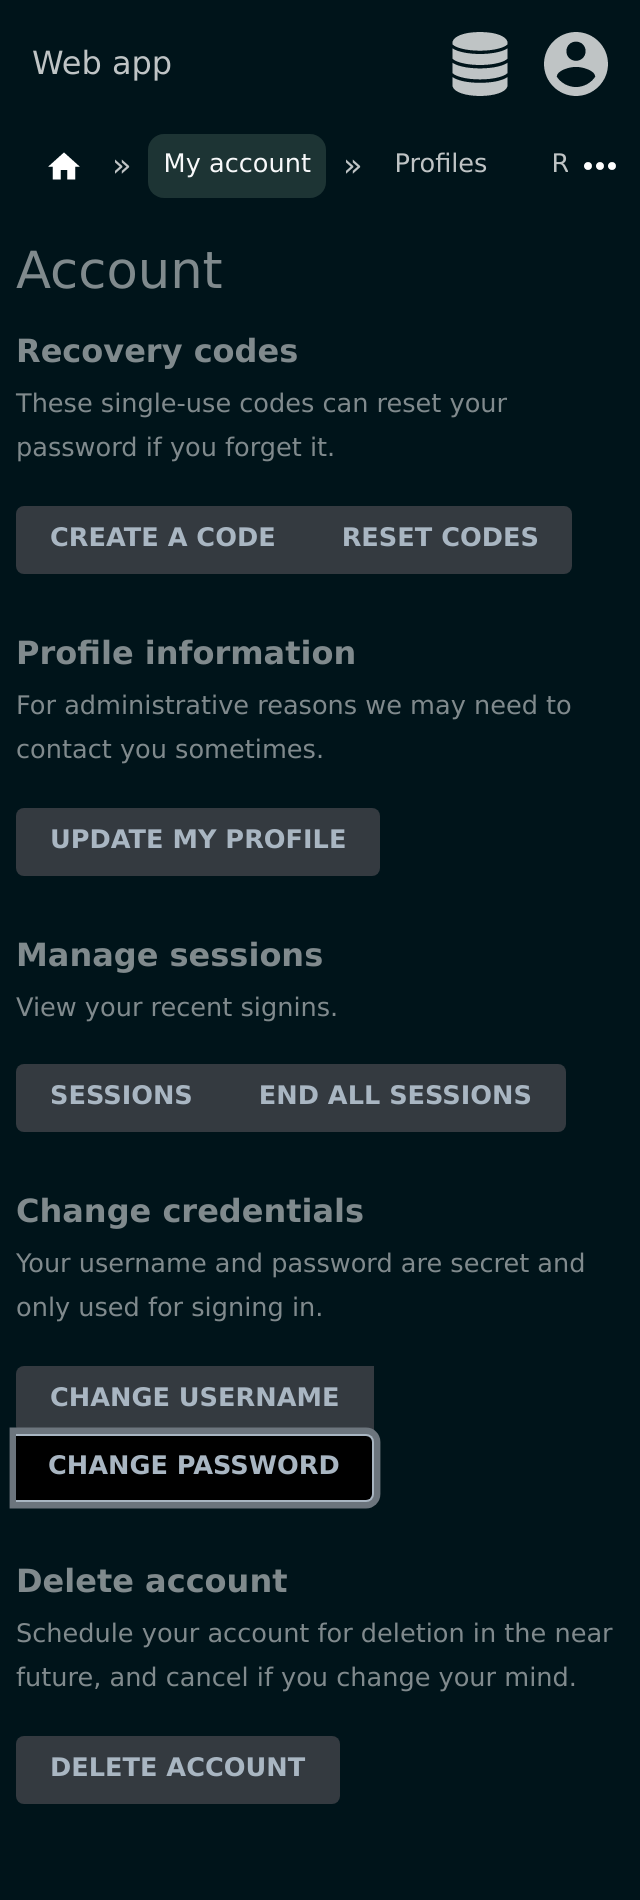 Web app
» My account » Profiles R
Account
Recovery codes
These single-use codes can reset your
password if you forget it.
CREATE A CODE RESET CODES
Profile information
For administrative reasons we may need to
contact you sometimes.
UPDATE MY PROFILE
Manage sessions
View your recent signins.
SESSIONS END ALL SESSIONS
Change credentials
Your username and password are secret and
only used for signing in.
CHANGE USERNAME
CHANGE PASSWORD
Delete account
Schedule your account for deletion in the near
future, and cancel if you change your mind.
DELETE ACCOUNT